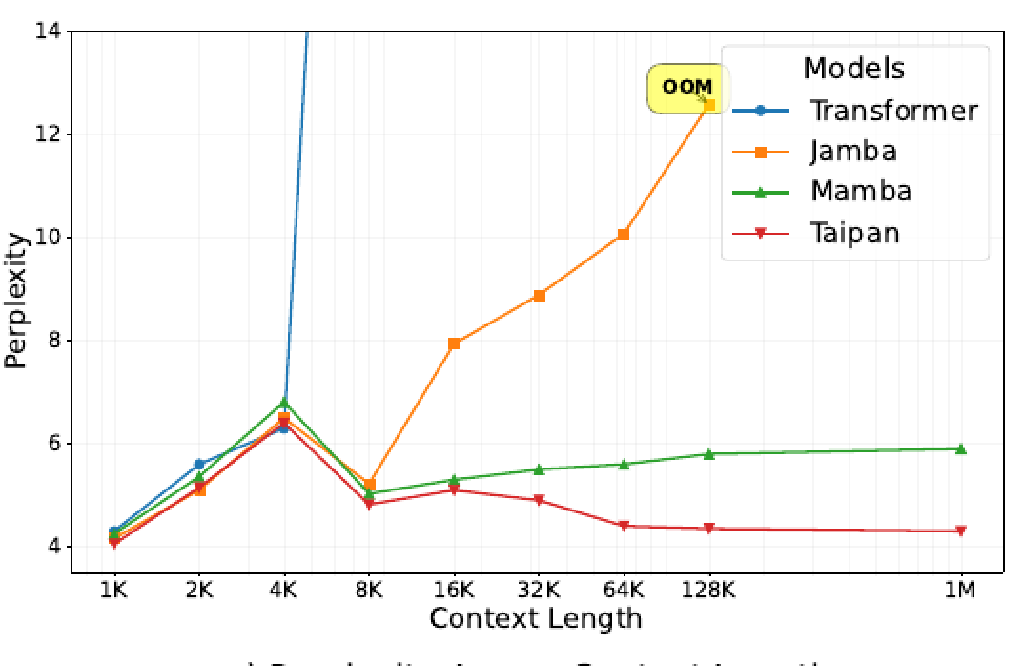 14
12
10
8
6
4
Perplexity
OOM
Models
Transformer
Jamba
Mamba
Taipan
1K 2K 4K 8K 16K 32K 64K 128K 1M
Context Length